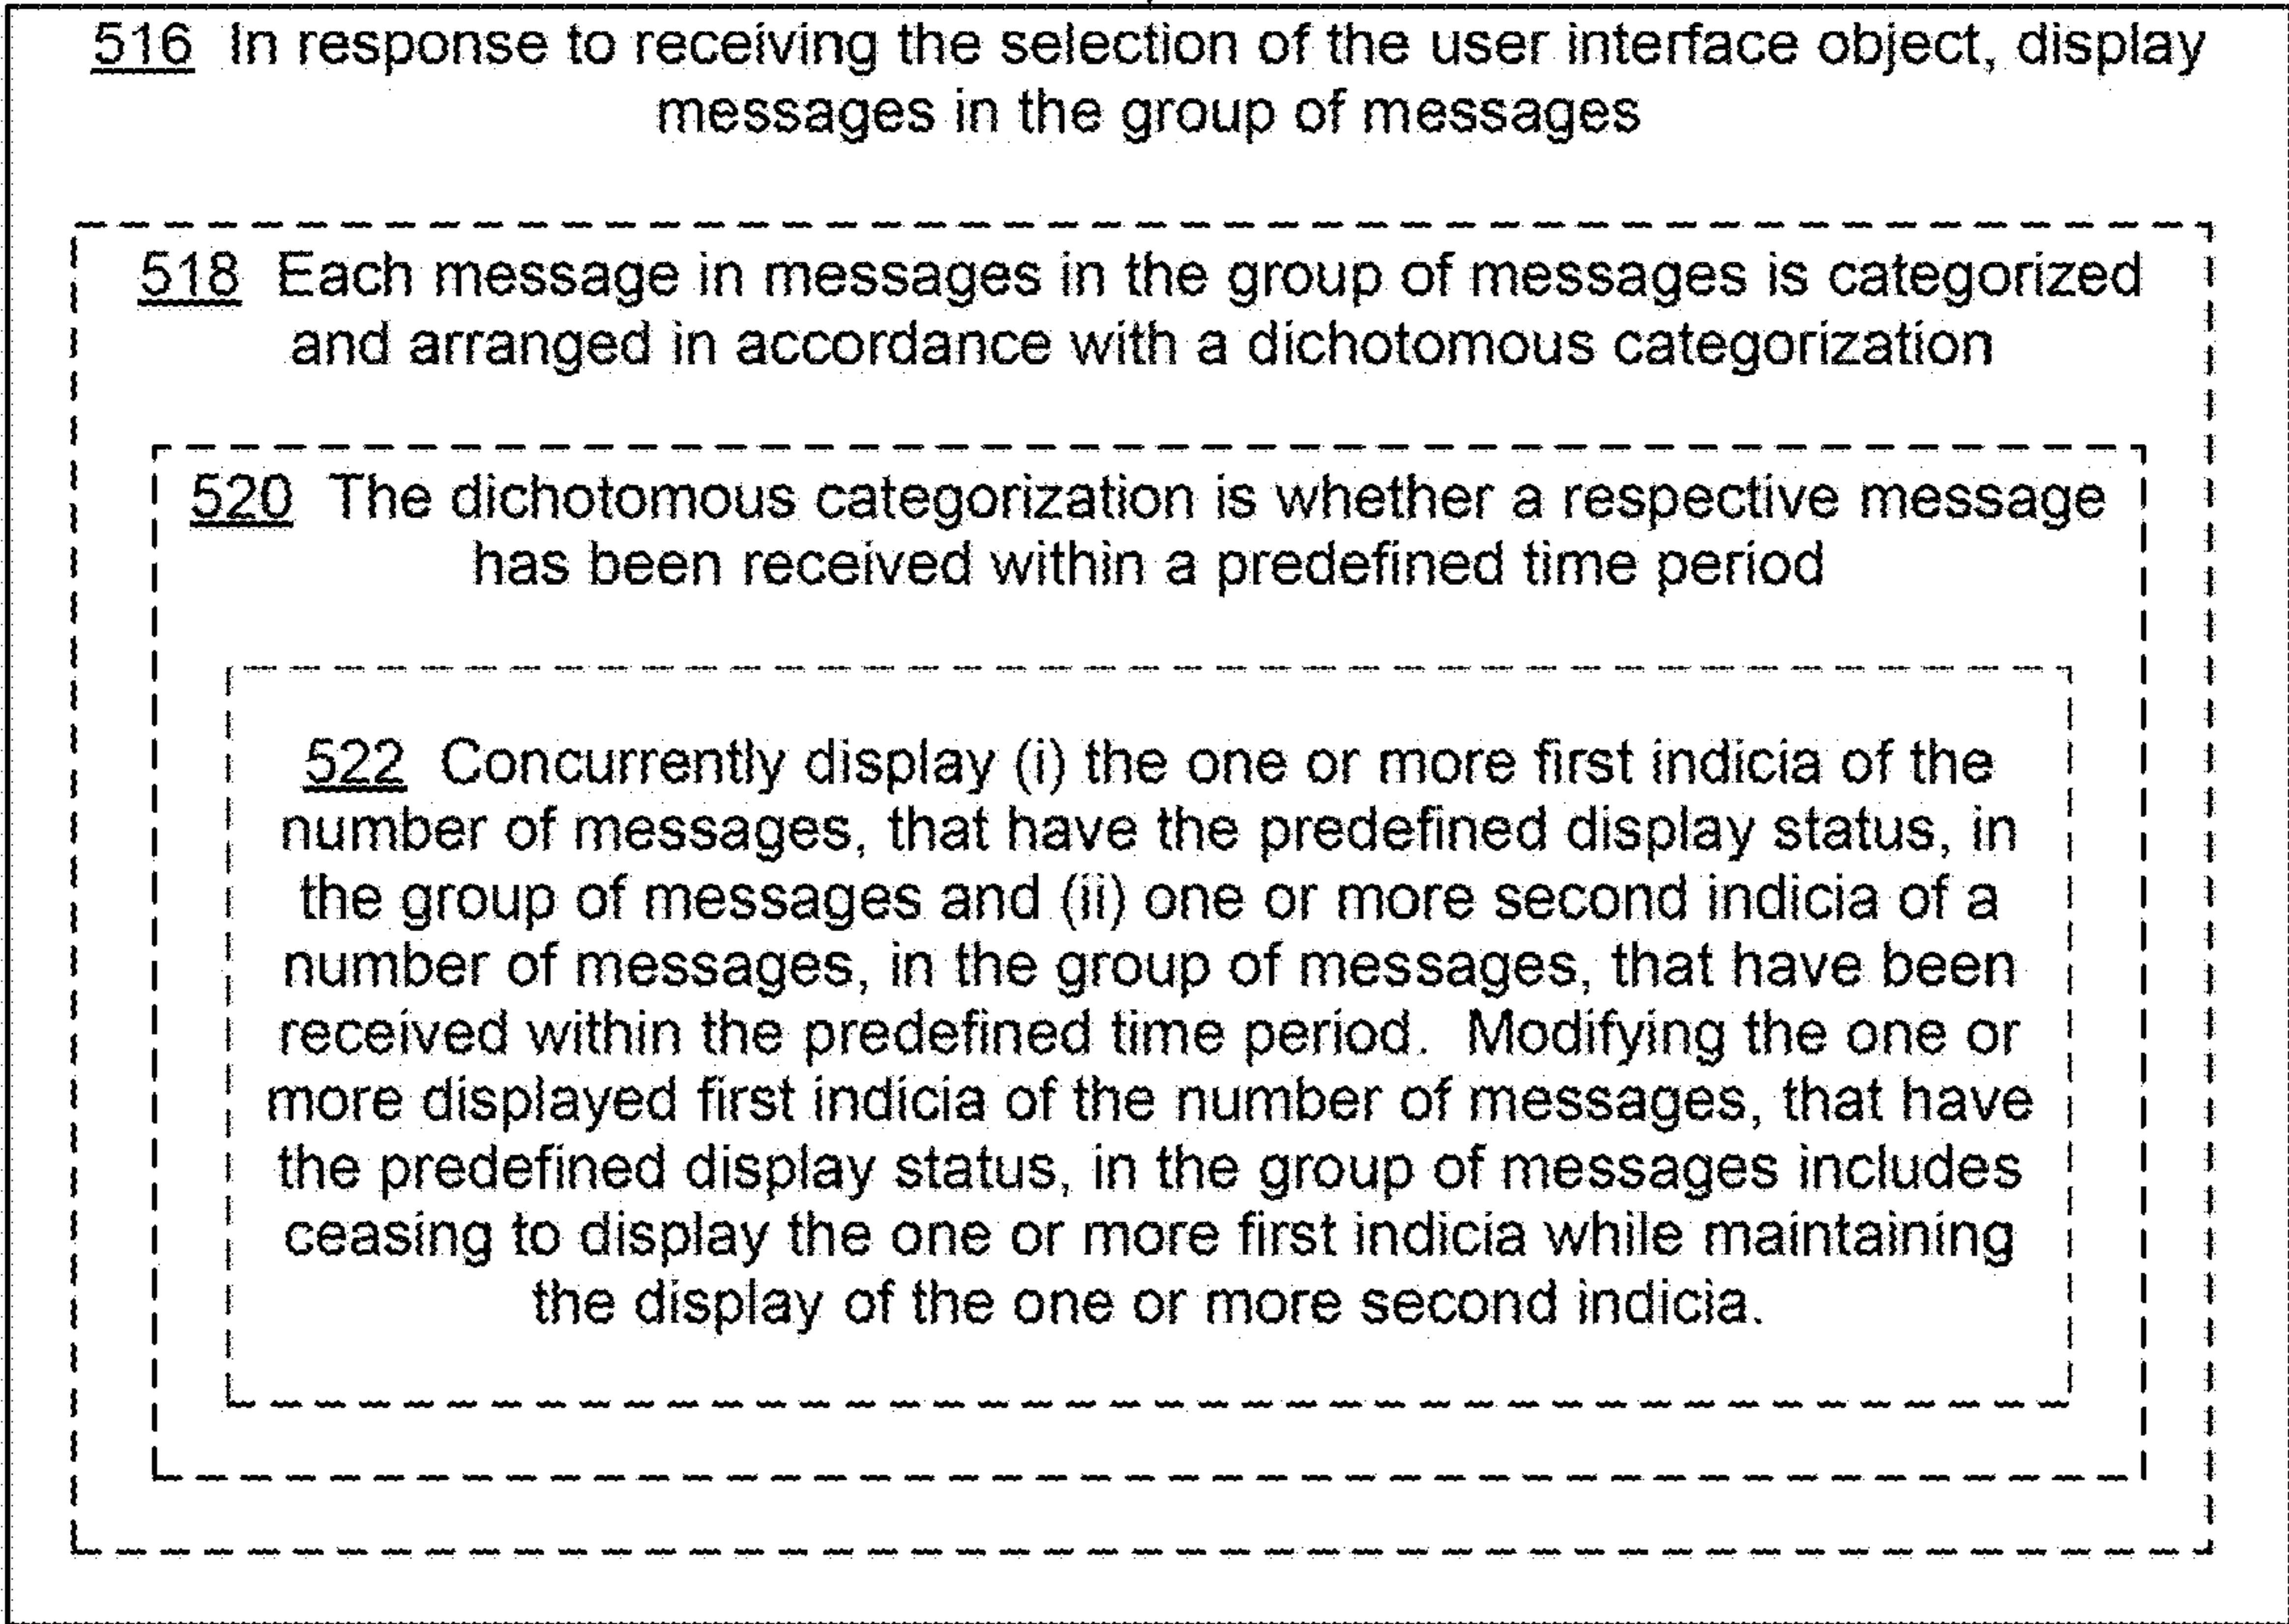 516 In response to receiving the selection of the user interface object, display
messages in the group of messages
518 Each message in messages in the group of messages is categorized
and arranged in accordance with a dichotomous categorization
520 The dichotomous categorization is whether a respective message
has been received within a predefined time period
522 Concurrently display (i) the one or more first indicia of the
number of messages, that have the predefined display status, in
the group of messages and (ii) one or more second indicia of a
number of messages, in the group of messages, that have been
received within the predefined time period. Modifying the one or
more displayed first indicia of the number of messages, that have
the predefined display status, in the group of messages includes
ceasing to display the one or more first indicia while maintaining
the display of the one or more second indicia.